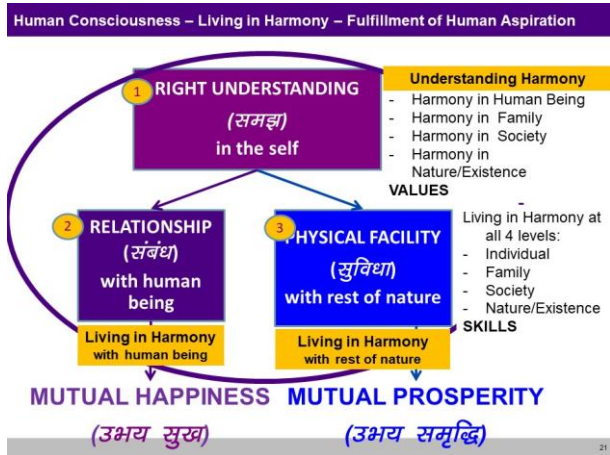 Human Consciousness – Living in Harmony – Fulfillment of Human Aspiration
1
RIGHT UNDERSTANDING
(समझ)
in the self
Understanding Harmony
- Harmony in Human Being
- Harmony in Family
- Harmony in Society
- Harmony in
Nature/Existence
VALUES
2
RELATIONSHIP
(संबंध)
with human
being
3
PHYSICAL FACILITY
(सुविधा)
with rest of nature
-
Living in Harmony at
all 4 levels:
- Individual
- Family
- Society
- Nature/Existence
SKILLS
Living in Harmony
with human being
Living in Harmony
with rest of nature
MUTUAL HAPPINESS
(उभय सुख)
MUTUAL PROSPERITY
(उभय समृद्धि)
21